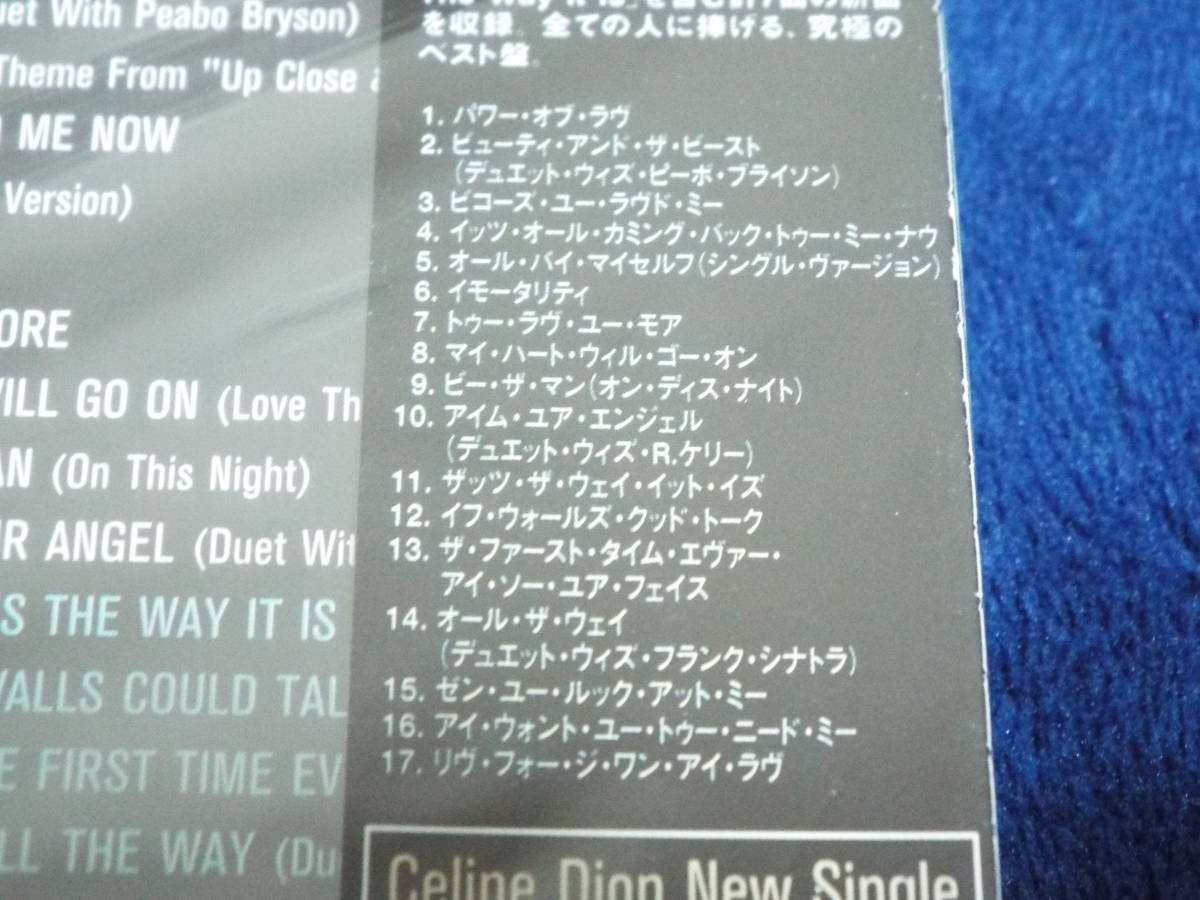 et With Peabo Bryson)
Theme From "Up Close
ME NOW
Version)
ORE
ILL GO ON (Love Th
AN (On This Night)
R ANGEL (Duet Wit
S THE WAY IT IS
WALLS COULD TAL
E FIRST TIME EV
LL THE WAY (Du
を収録。全ての人に捧げる、究極の
ベスト盤。
1. パワー・オブ・ラヴ
2. ビューティ・アンド・ザ・ビースト
(デュエット・ウィズ・ピーボ・ブライソン)
3. ビコーズ・ユー・ラヴド・ミー
4. イッツ・オール・カミング・バック・トゥー・ミー・ナウ
5. オール・バイ・マイセルフ(シングル・ヴァージョン)
6. イモータリティ
7. トゥー・ラヴ・ユー・モア
8. マイ・ハート・ウィル・ゴー・オン
9. ビー・ザ・マン(オン・ディス・ナイト)
10. アイム・ユア・エンジェル
(デュエット・ウィズ・R.ケリー)
11. ザッツ・ザ・ウェイ・イット・イズ
12. イフ・ウォールズ・クッド・トーク
13. ザ・ファースト・タイム・エヴァー・
アイ・ソー・ユア・フェイス
14. オール・ザ・ウェイ
(デュエット・ウィズ・フランク・シナトラ)
15. ゼン・ユー・ルック・アット・ミー
16. アイ・ウォント・ユー・トゥー・ニード・ミー
17. リヴ・フォー・ジ・ワン・アイ・ラヴ
Celine Dion New Single